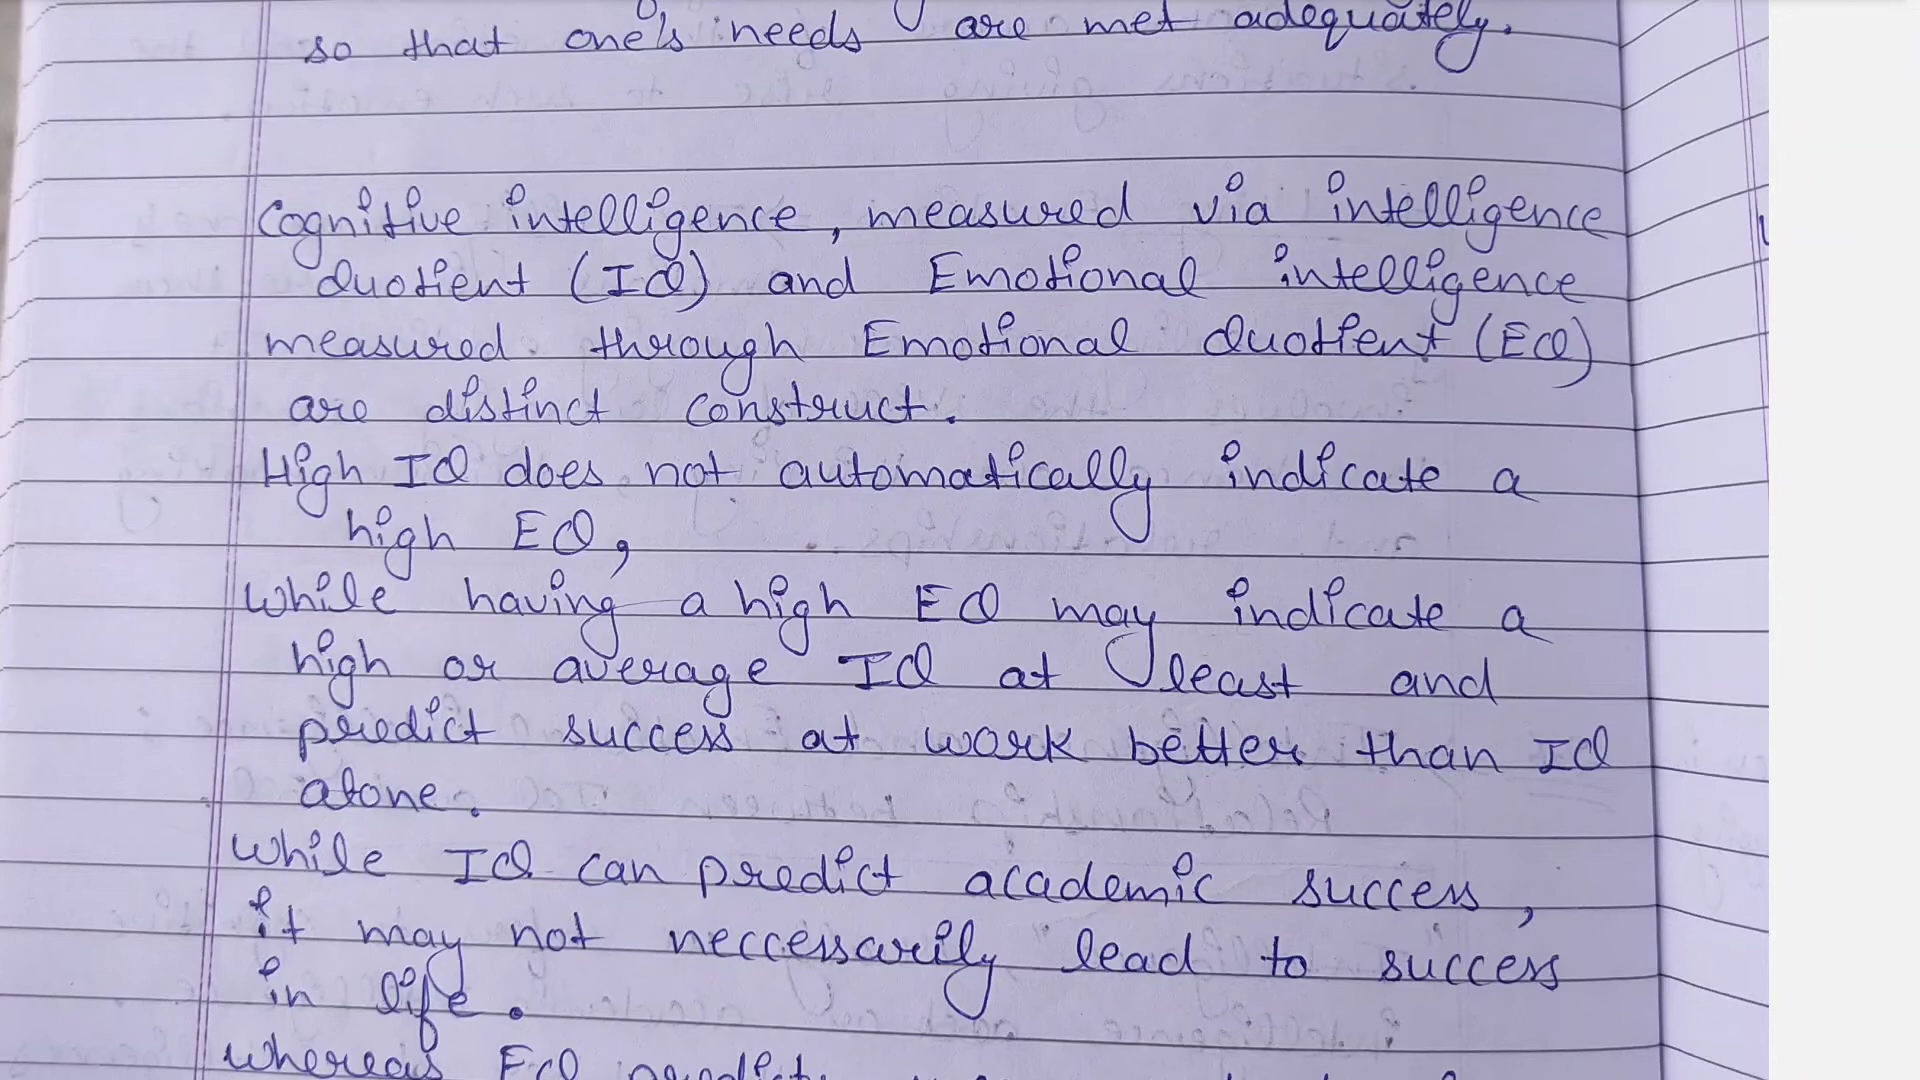 so that one's needs are met adequately.
Cognitive intelligence, measured via intelligence
Quotient (IQ) and Emotional intelligence
measured through Emotional Quotient (EQ)
are distinct construct.
High IQ does not automatically indicate a
high EQ,
While having a high EQ may indicate a
high or average IQ at least and
predict success at work better than IQ
alone.
While IQ can predict academic success,
it may not neccessarily lead to success
in life.
whereas EQ predict